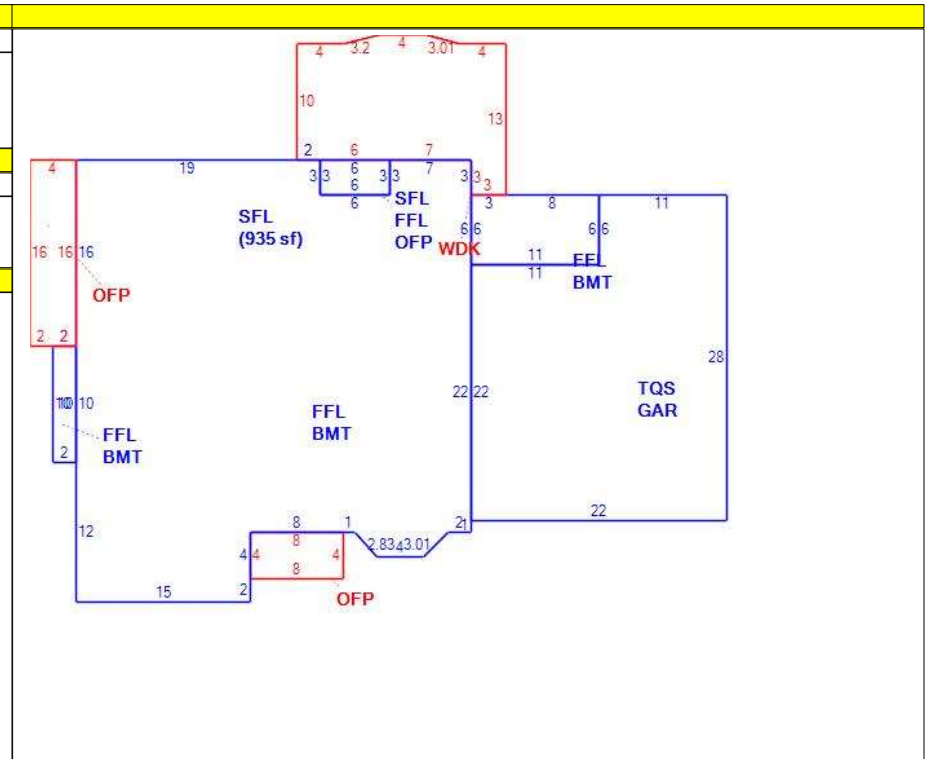 4 3.2 4 3.01 4
10
13
4
19
2 6 7
6 7
3 3 6 3 3 3 3
6 3
3 8 11
SFL
(935 sf)
SFL
FFL
OFP
WDK
6 6 6 6
11
11
FFL
BMT
16 16 16
OFP
2 2
28
10 10
22 22
TQS
GAR
FFL
BMT
FFL
BMT
2
22
12
8 1 2 1
8
2.83 4 3.01
4 4 4
8
15 2
OFP